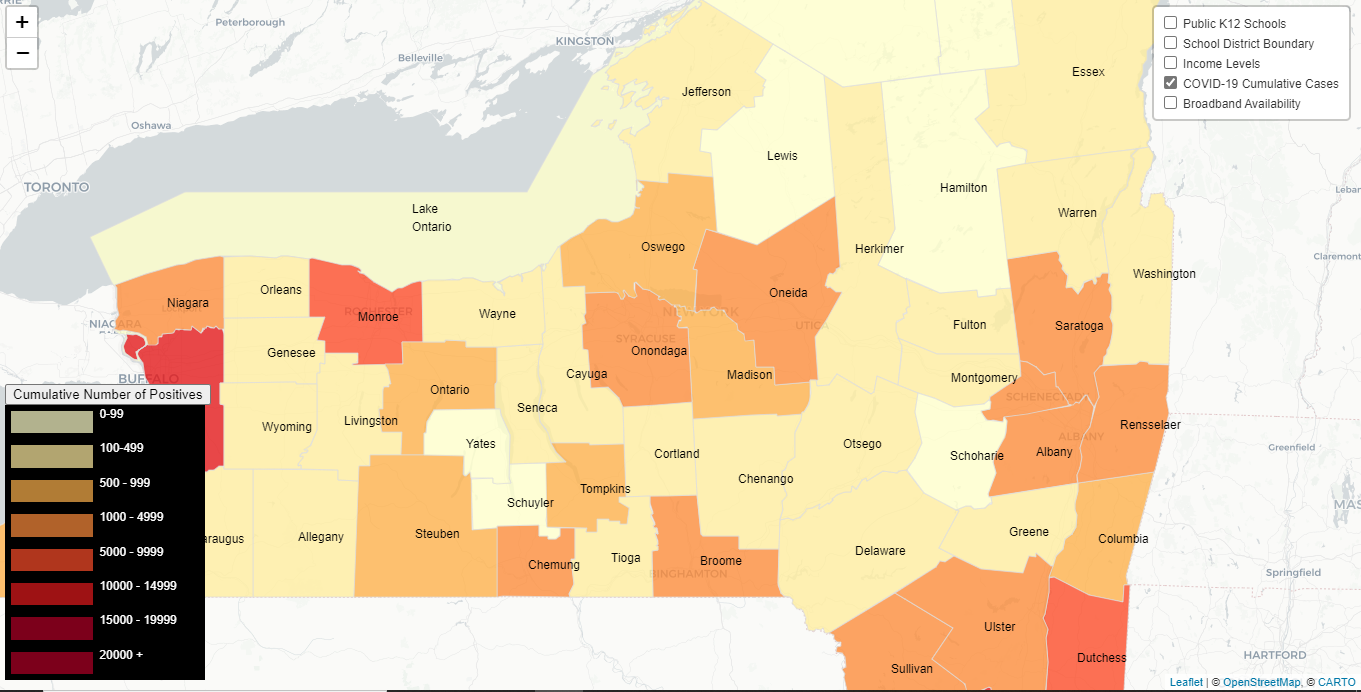 +
−
Peterborough
KINGSTON
Belleville
Oshawa
TORONTO
Public K12 Schools
School District Boundary
Income Levels
COVID-19 Cumulative Cases
Broadband Availability
Jefferson
Essex
Lewis
Hamilton
Lake
Ontario
Warren
Oswego
Herkimer
Claremont
Washington
Orleans
Oneida
Niagara
NEW YORK
ROCHESTER
Monroe
Wayne
NIAGARA
UTICA
Fulton
Saratoga
SYRACUSE
Genesee
Onondaga
Cayuga
Madison
Montgomery
BUFFALO
Ontario
SCHENECTADY
Seneca
Livingston
Wyoming
Yates
Otsego
ALBANY
Rensselaer
Cortland
Schoharie
Albany
Greenfield
Chenango
Tompkins
Schuyler
araugus
Allegany
Steuben
Greene
Columbia
Delaware
Tioga
Chemung
Broome
BINGHAMTON
Springfield
Ulster
Dutchess
HARTFORD
Sullivan
Cumulative Number of Positives
0-99
100-499
500 - 999
1000 - 4999
5000 - 9999
10000 - 14999
15000 - 19999
20000 +
Leaflet | © OpenStreetMap, © CARTO